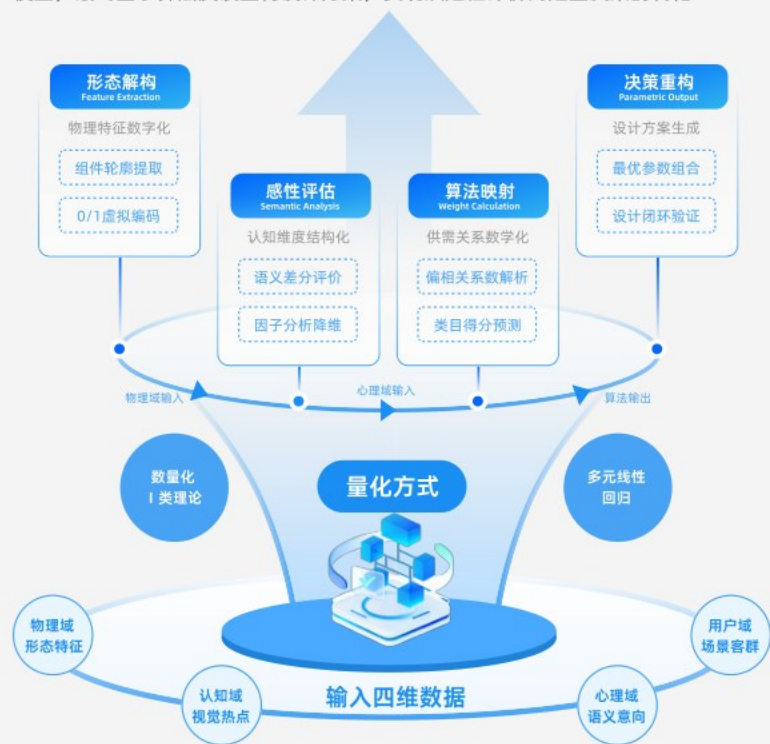 形态解构
Feature Extraction
物理特征数字化
组件轮廓提取
0/1虚拟编码
感性评估
Semantic Analysis
认知维度结构化
语义差分评价
因子分析降维
算法映射
Weight Calculation
供需关系数学化
偏相关系数解析
类目得分预测
决策重构
Parametric Output
设计方案生成
最优参数组合
设计闭环验证
物理域输入
心理域输入
算法输出
数量化
I 类理论
量化方式
多元线性
回归
物理域
形态特征
认知域
视觉热点
输入四维数据
心理域
语义意向
用户域
场景客群